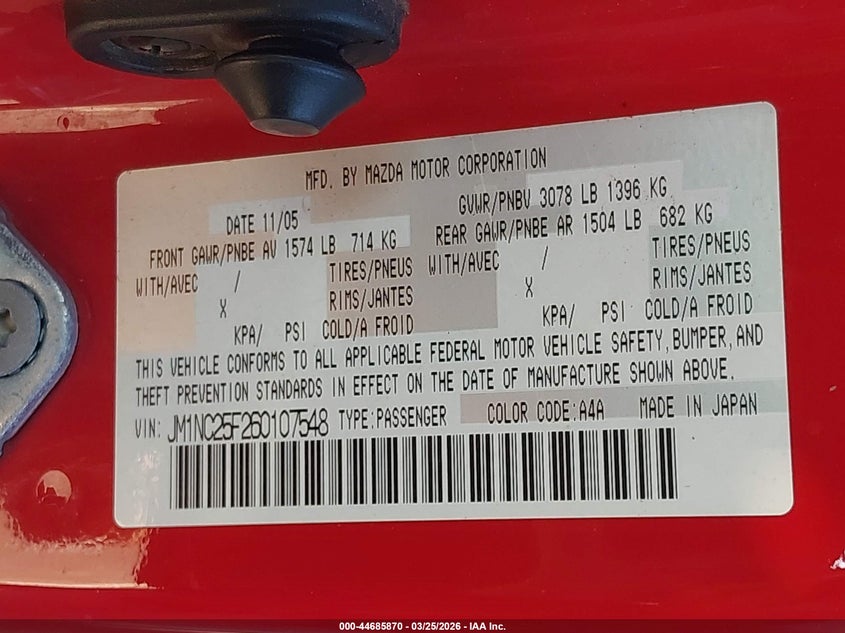 MFD. BY MAZDA MOTOR CORPORATION
DATE 11/05 GVWR/PNBV 3078 LB 1396 KG
FRONT GAWR/PNBE AV 1574 LB 714 KG REAR GAWR/PNBE AR 1504 LB 682 KG
WITH/AVEC / TIRES/PNEUS WITH/AVEC / TIRES/PNEUS
X RIMS/JANTES X RIMS/JANTES
KPA/ PSI COLD/A FROID KPA/ PSI COLD/A FROID
THIS VEHICLE CONFORMS TO ALL APPLICABLE FEDERAL MOTOR VEHICLE SAFETY, BUMPER, AND
THEFT PREVENTION STANDARDS IN EFFECT ON THE DATE OF MANUFACTURE SHOWN ABOVE.
VIN: JM1NC25F260107548 TYPE:PASSENGER COLOR CODE:A4A MADE IN JAPAN
000-44685870 - 03/25/2026 - IAA Inc.